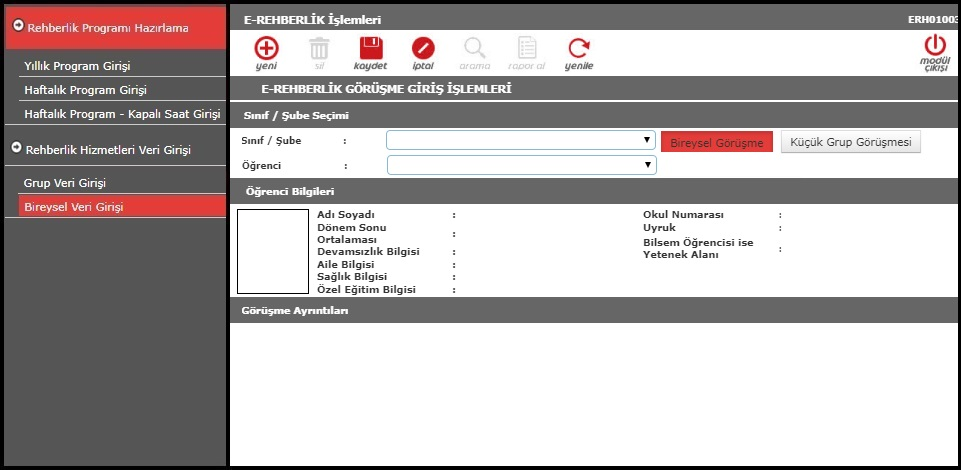 Rehberlik Programı Hazırlama
Yıllık Program Girişi
Haftalık Program Girişi
Haftalık Program - Kapalı Saat Girişi
Rehberlik Hizmetleri Veri Girişi
Grup Veri Girişi
Bireysel Veri Girişi
E-REHBERLİK İşlemleri ERH01003
yeni sil kaydet iptal arama rapor al yenile modül çıkışı
E-REHBERLİK GÖRÜŞME GİRİŞ İŞLEMLERİ
Sınıf / Şube Seçimi
Sınıf / Şube : Bireysel Görüşme Küçük Grup Görüşmesi
Öğrenci :
Öğrenci Bilgileri
Adı Soyadı : Okul Numarası :
Dönem Sonu Ortalaması : Uyruk :
Devamsızlık Bilgisi : Bilsem Öğrencisi ise Yetenek Alanı :
Aile Bilgisi :
Sağlık Bilgisi :
Özel Eğitim Bilgisi :
Görüşme Ayrıntıları